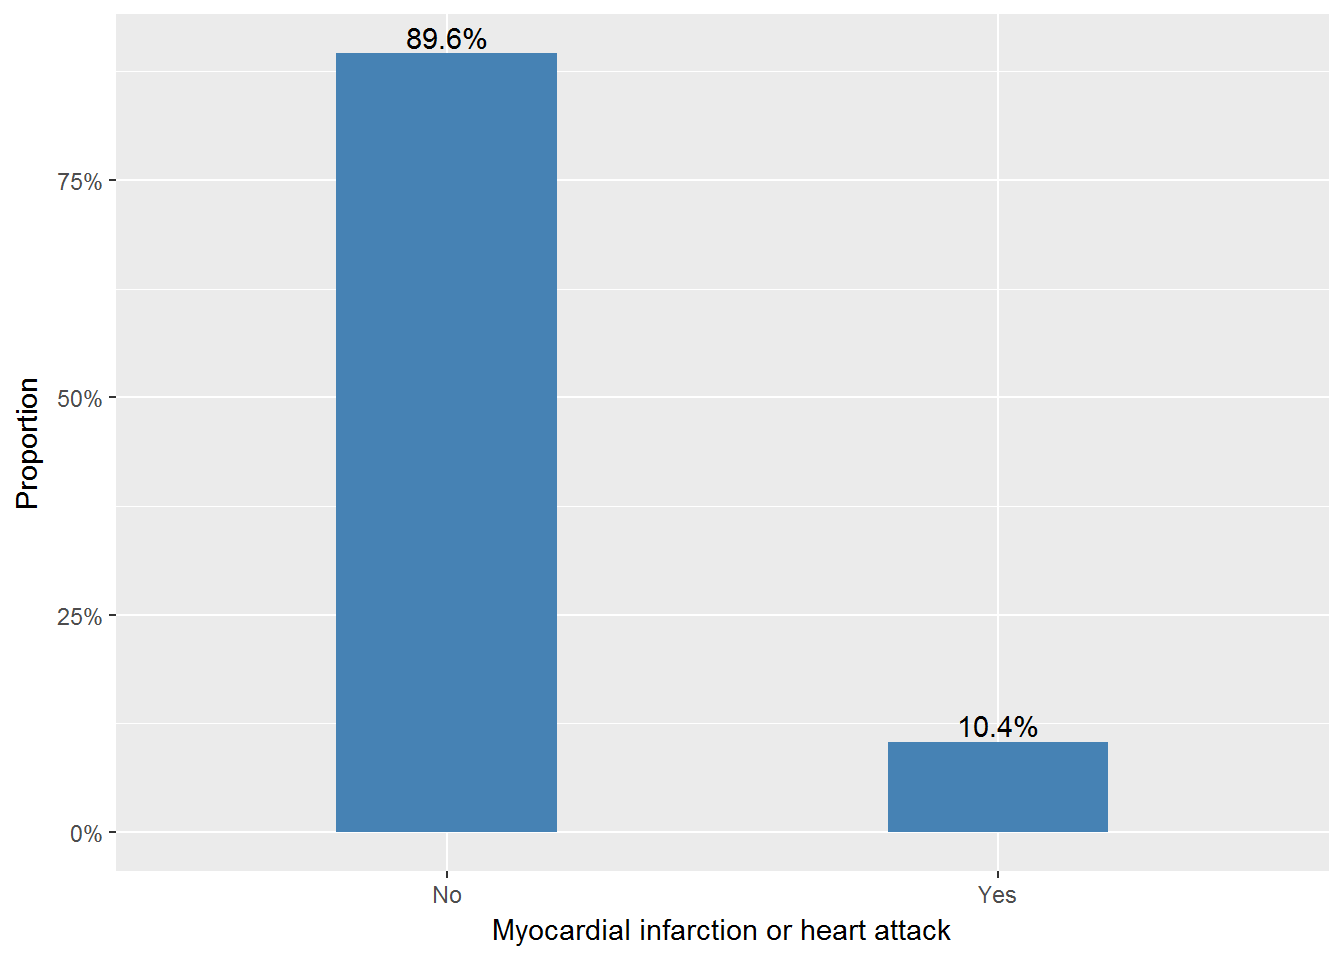 89.6%
75%
50%
25%
0%
10.4%
No
Yes
Myocardial infarction or heart attack
Proportion